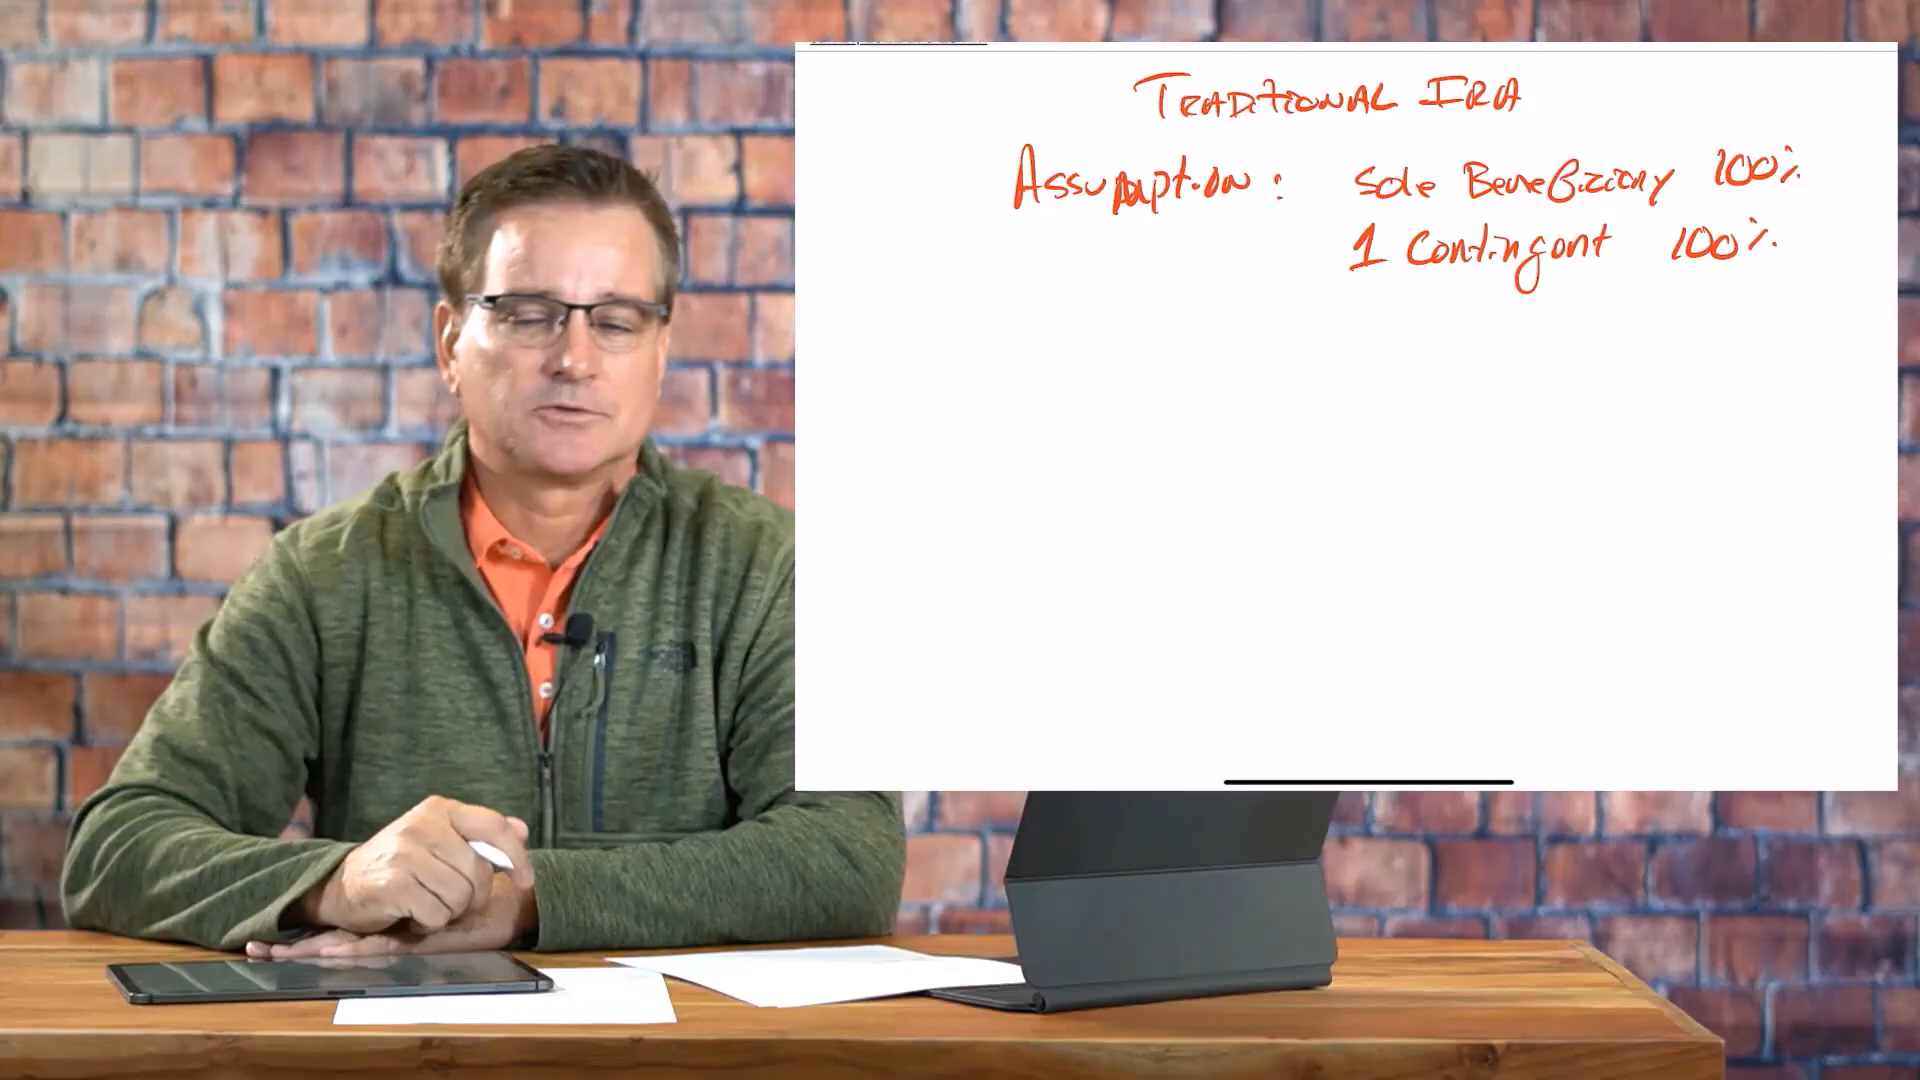 TRADITIONAL IRA
Assumption: Sole Beneficiary 100%
1 Contingent 100%